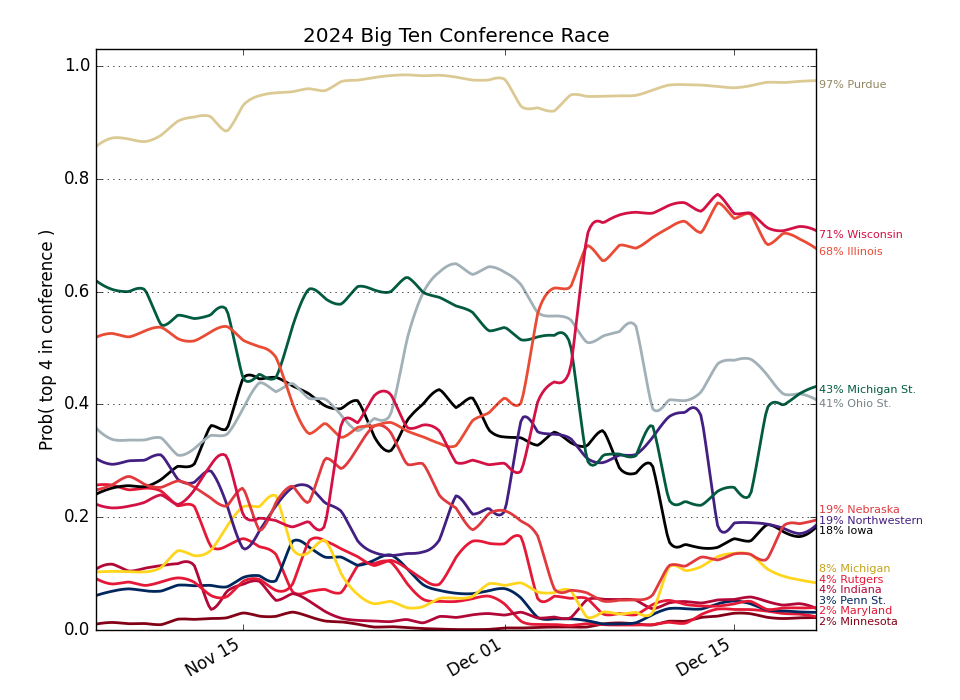 2024 Big Ten Conference Race
1.0
0.8
0.6
0.4
0.2
0.0
Prob( top 4 in conference )
Nov 15
Dec 01
Dec 15
97% Purdue
71% Wisconsin
68% Illinois
43% Michigan St.
41% Ohio St.
19% Nebraska
19% Northwestern
18% Iowa
8% Michigan
4% Rutgers
4% Indiana
3% Penn St.
2% Maryland
2% Minnesota